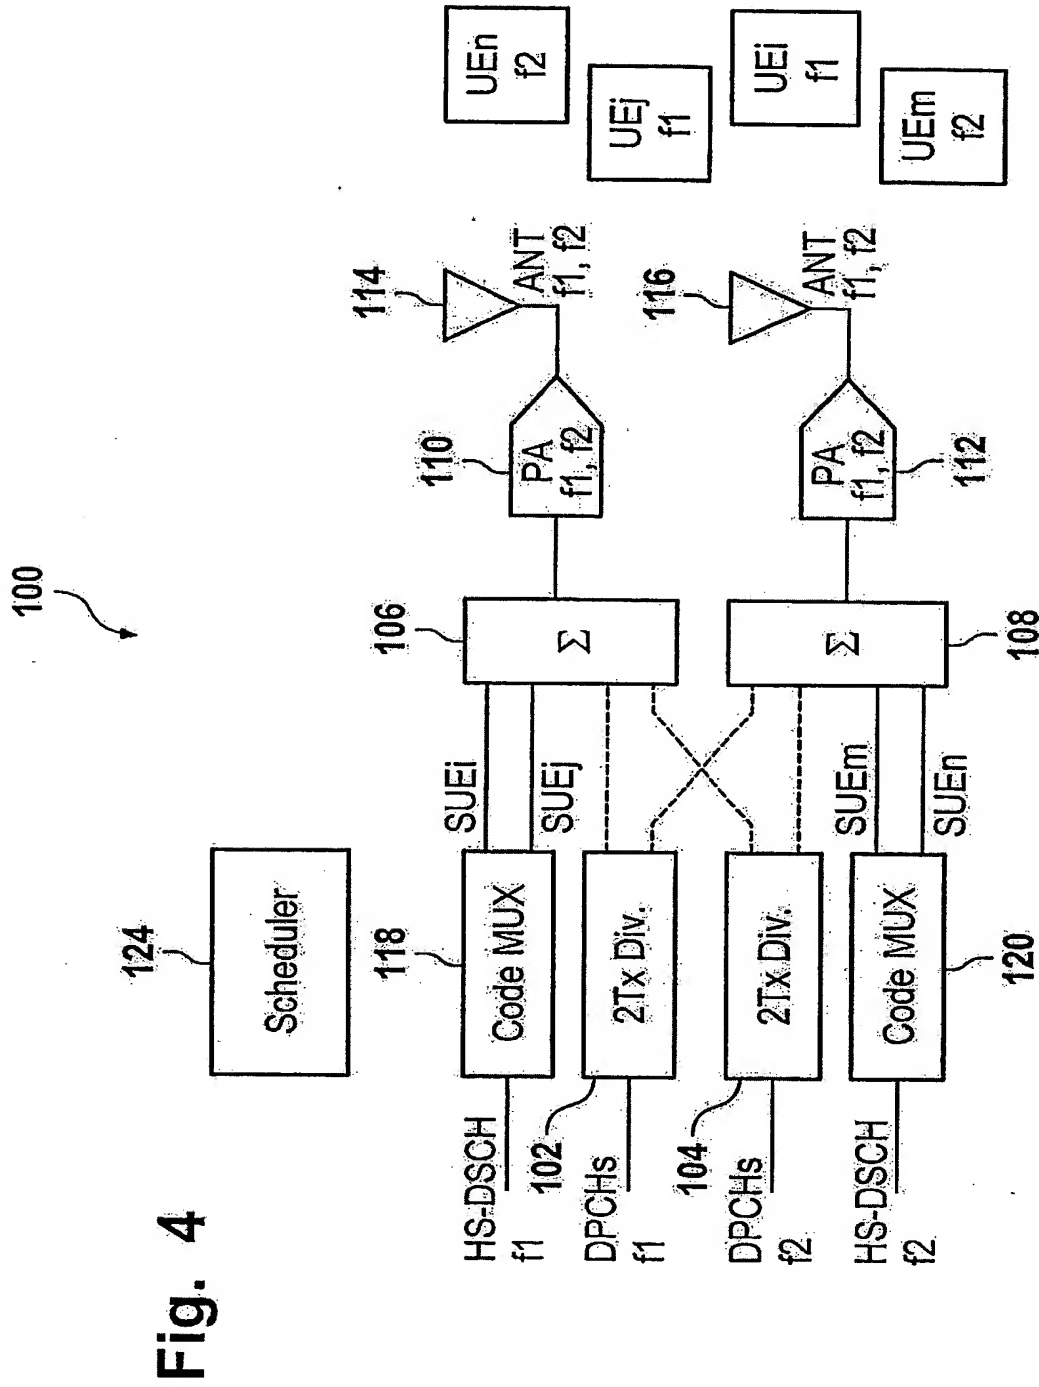 Fig. 4
100
124
Scheduler
118
HS-DSCH
f1
Code MUX
SUEi
SUEj
102
DPCHs
f1
2Tx Div.
104
DPCHs
f2
2Tx Div.
HS-DSCH
f2
Code MUX
120
SUEm
SUEn
106
Σ
108
Σ
110
PA
f1, f2
112
PA
f1, f2
114
ANT
f1, f2
116
ANT
f1, f2
UEn
f2
UEj
f1
UEi
f1
UEm
f2